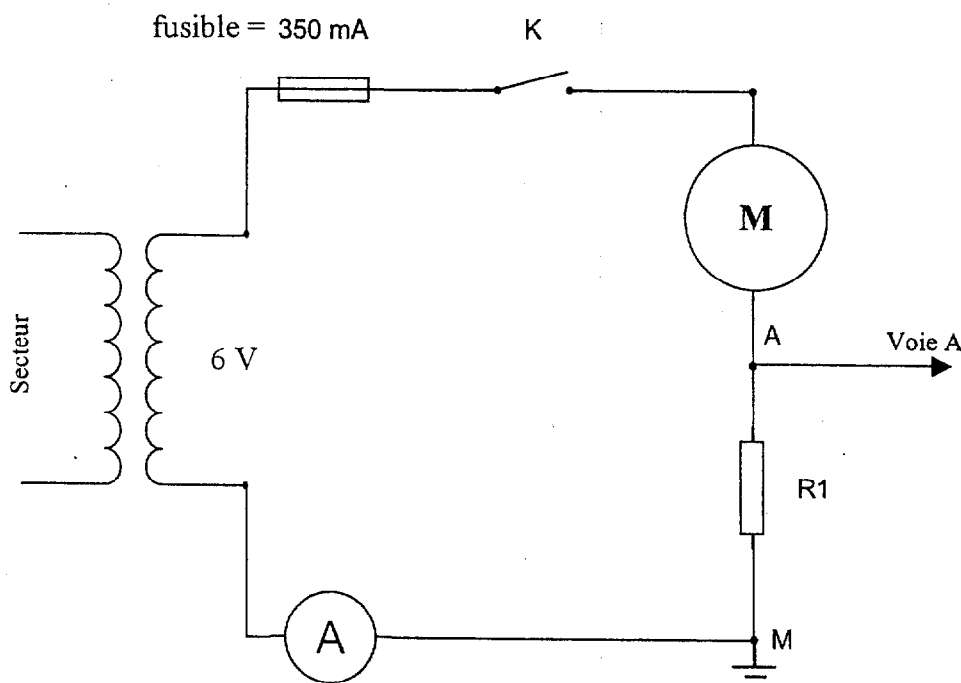 fusible = 350 mA
K
M
A
Voie A
Secteur
6 V
R1
A
M